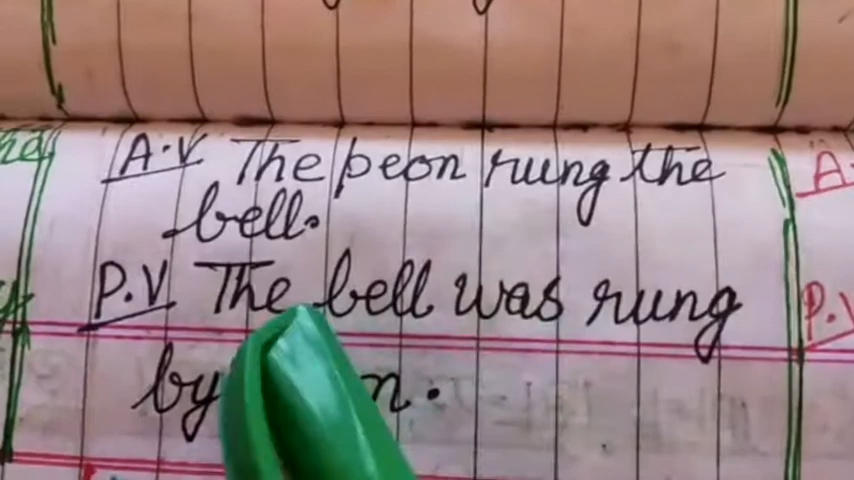 A.V The peon rung the
bell.
P.V The bell was rung
by
A.
P.V